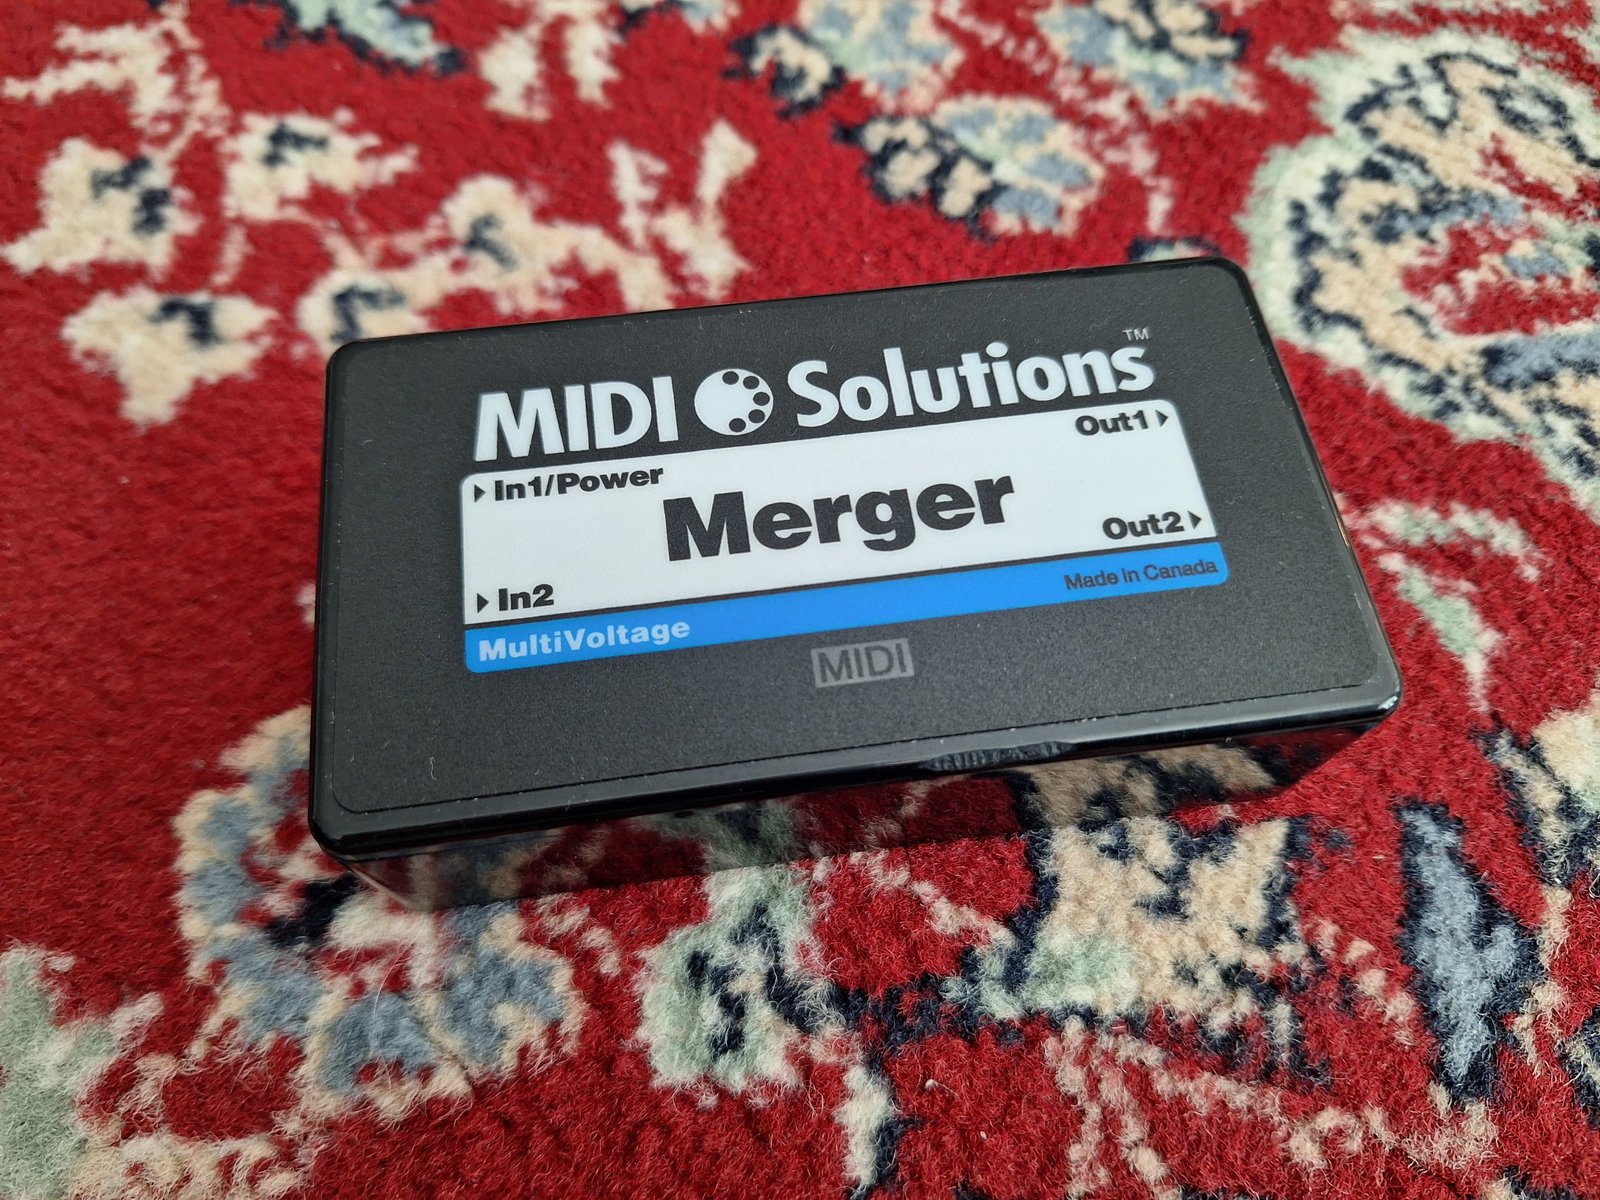 MIDI Solutions™
In1/Power
Out1
Merger
In2
Out2
MultiVoltage
Made in Canada
MIDI